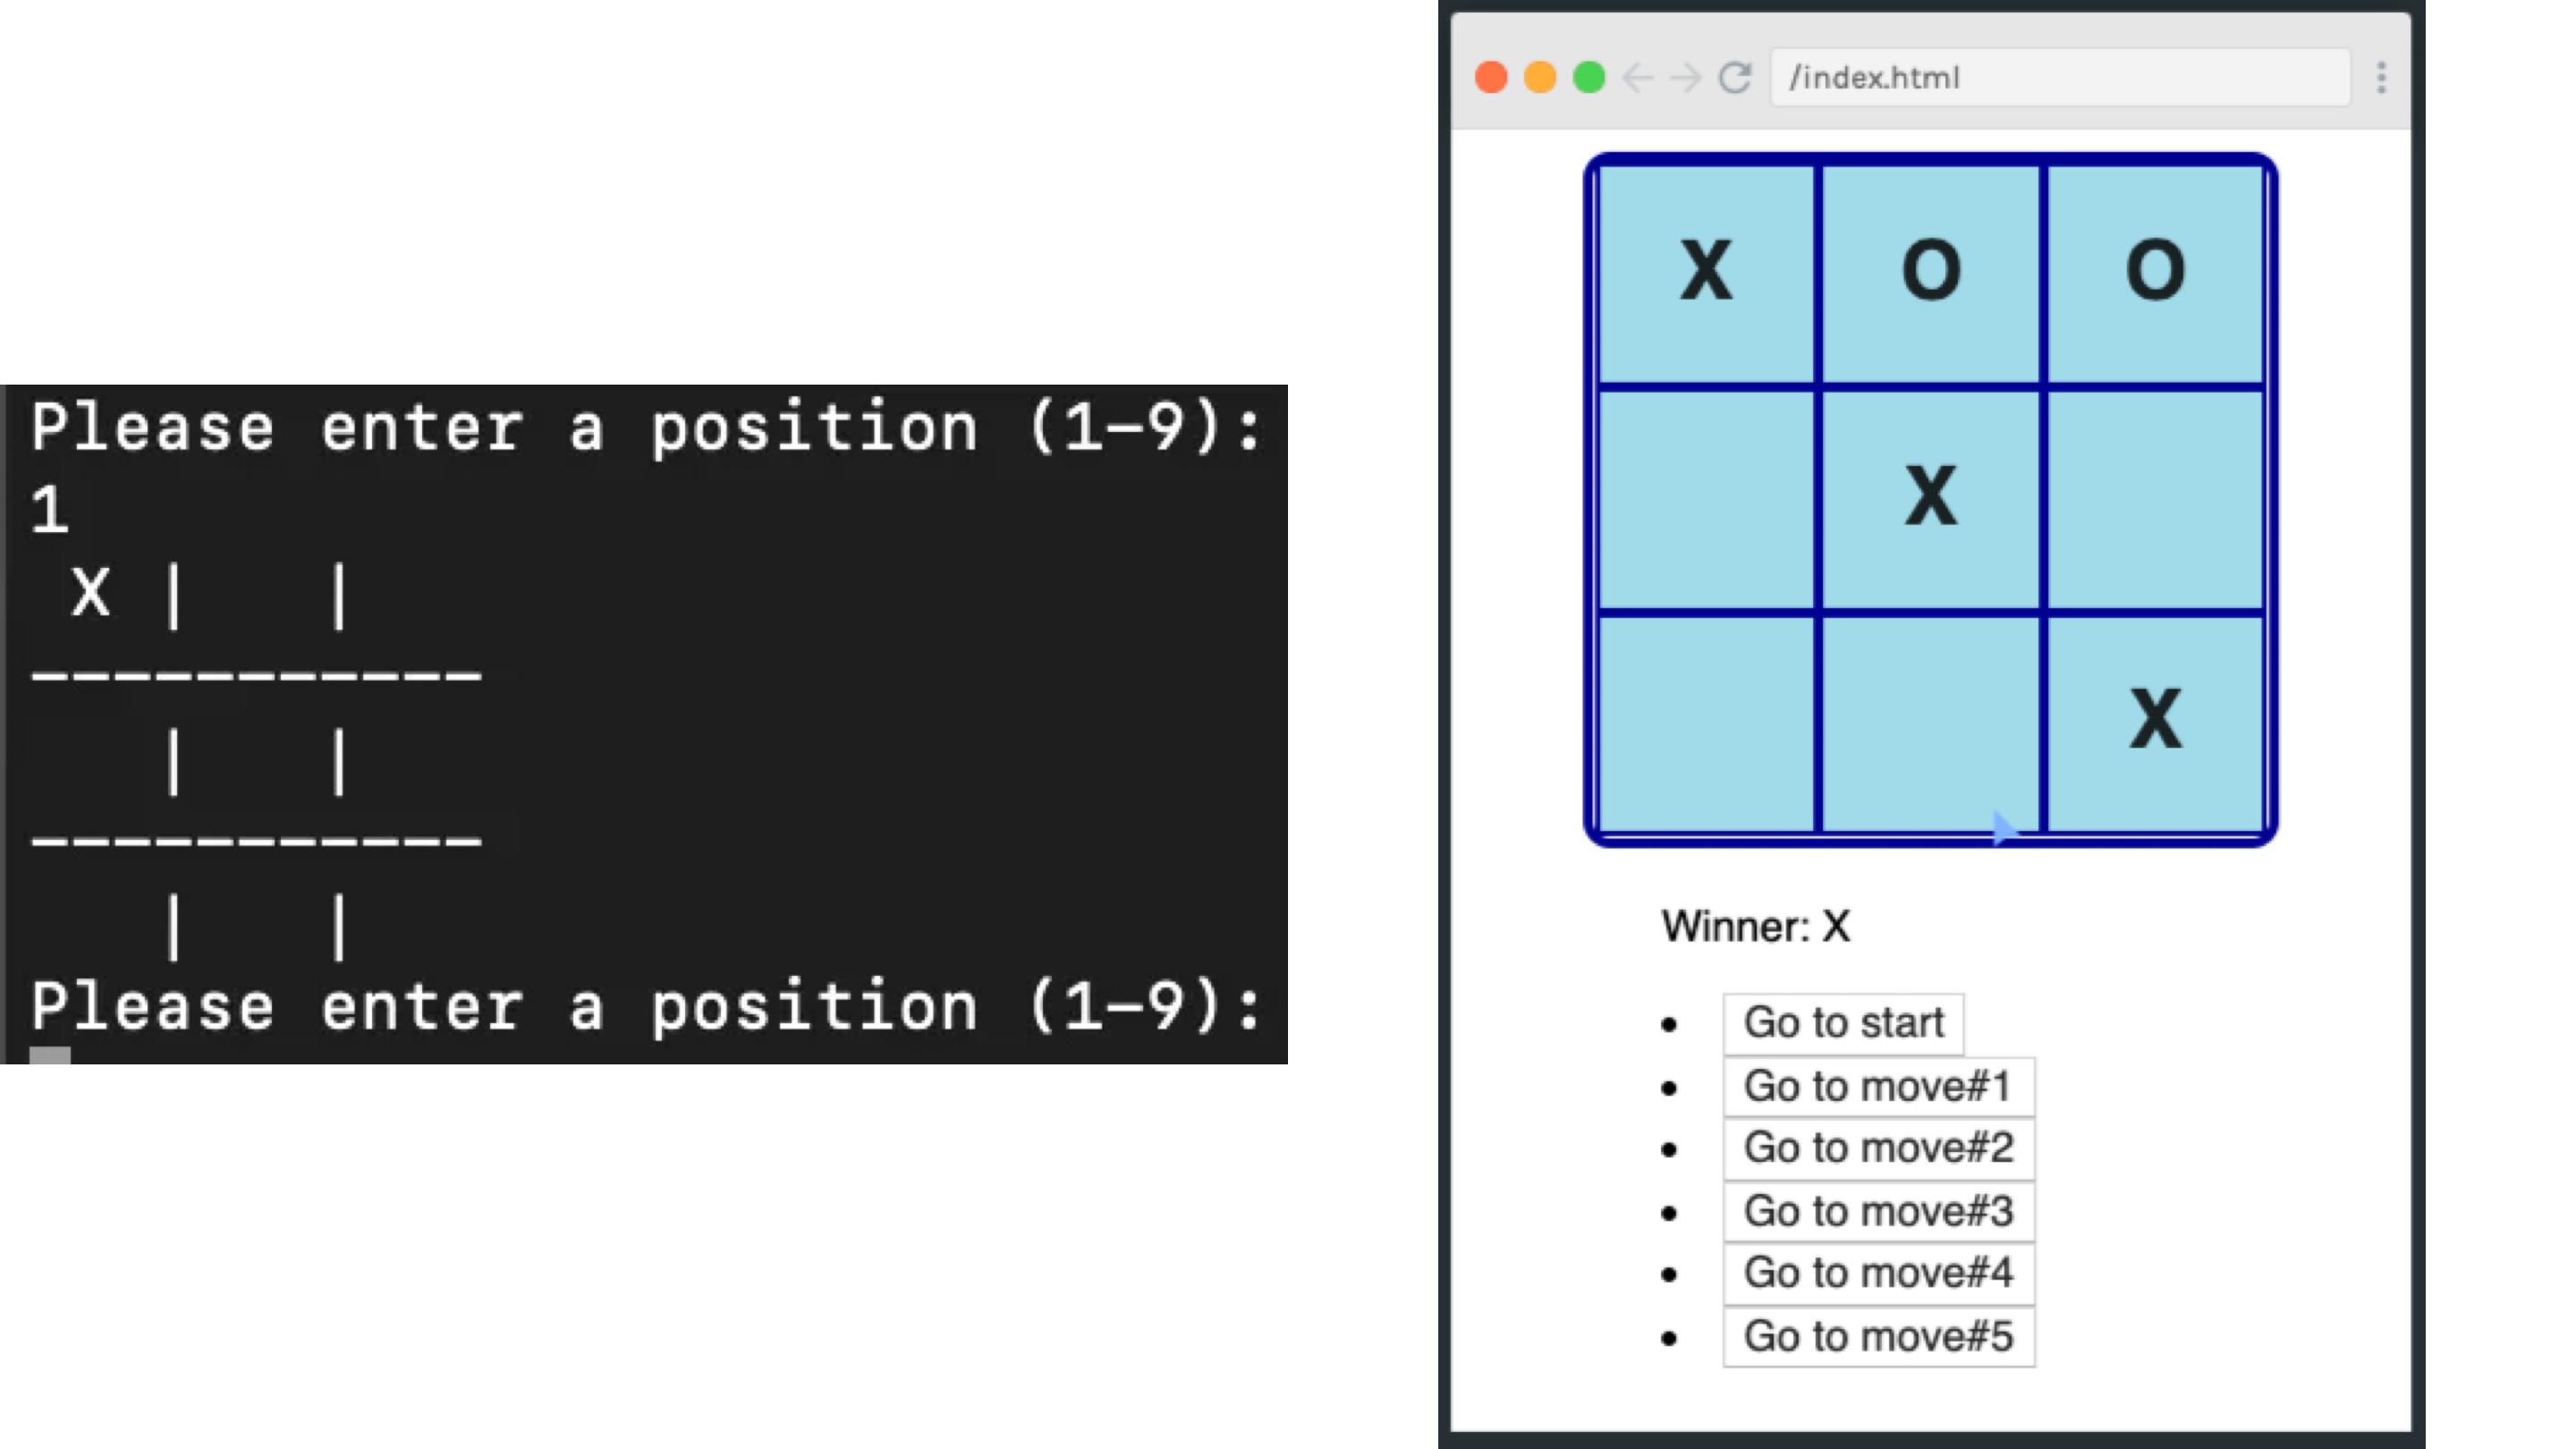 Please enter a position (1-9):
1
 X |   |
-----------
   |   |
-----------
   |   |
Please enter a position (1-9):
/index.html
X O O
X
X
Winner: X
• Go to start
• Go to move#1
• Go to move#2
• Go to move#3
• Go to move#4
• Go to move#5